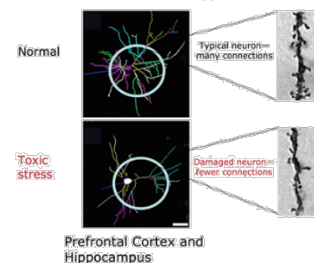 Normal
Typical neuron—
many connections
Toxic
stress
Damaged neuron—
fewer connections
Prefrontal Cortex and
Hippocampus